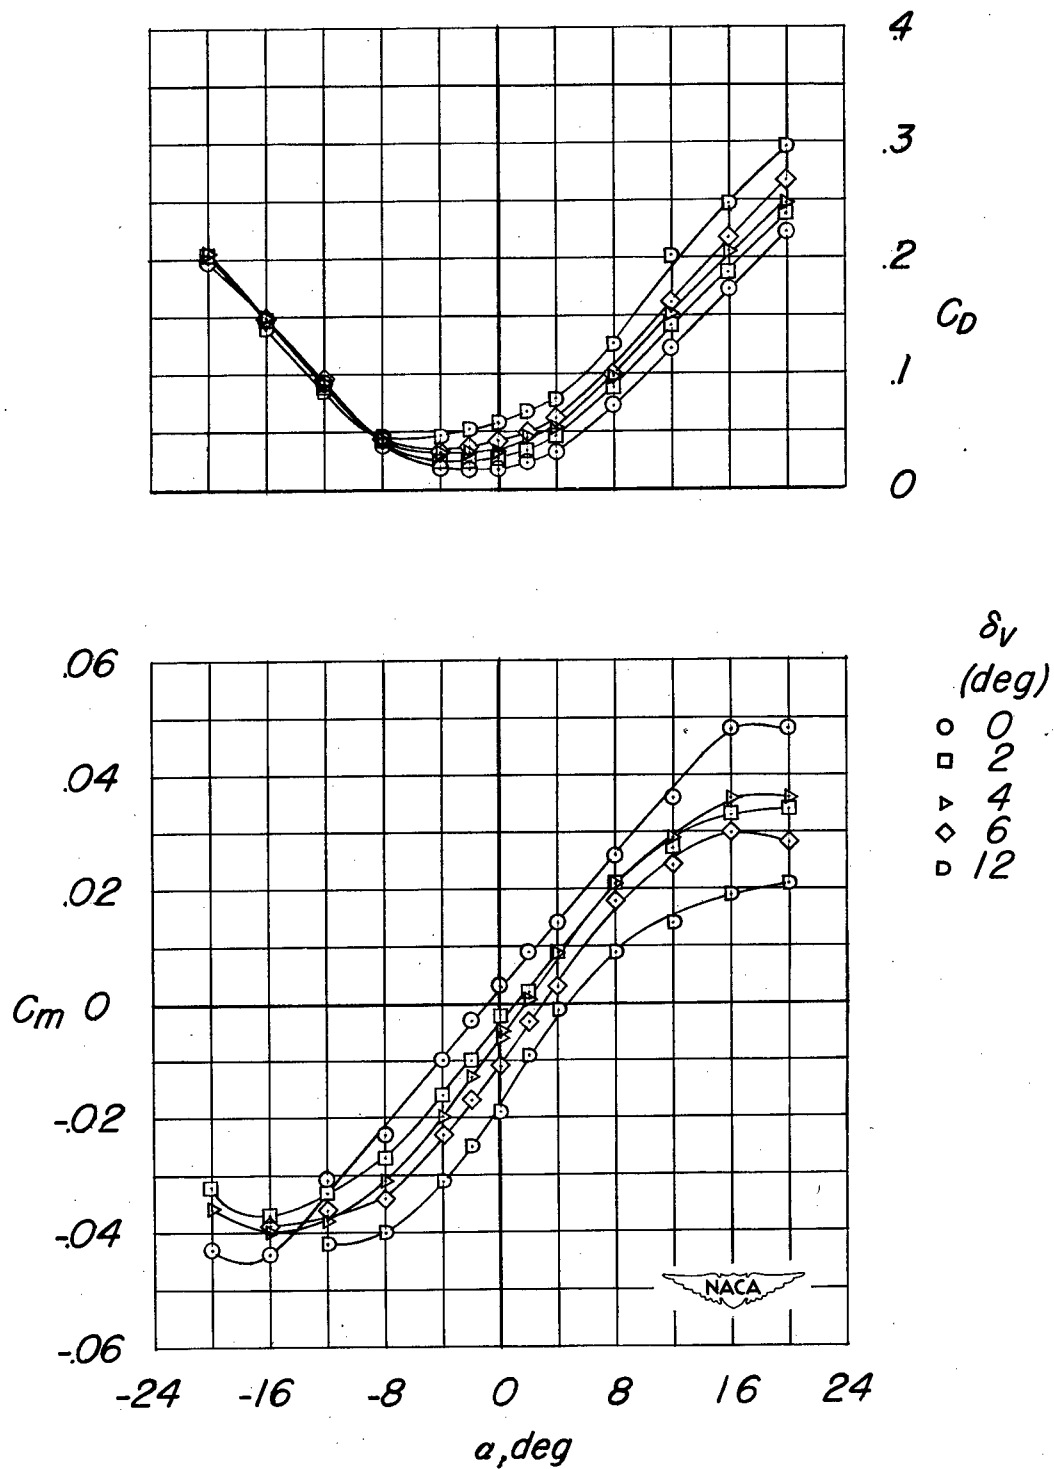 .4
.3
.2
C_D
.1
0
δ_V
(deg)
○ 0
□ 2
▷ 4
◇ 6
D 12
.06
.04
.02
C_m 0
-.02
-.04
-.06
NACA
-24 -16 -8 0 8 16 24
α, deg